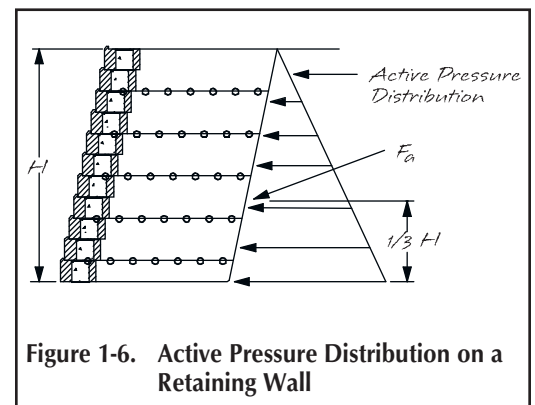 Active Pressure
Distribution
H
Fa
1/3 H
Figure 1-6. Active Pressure Distribution on a
Retaining Wall